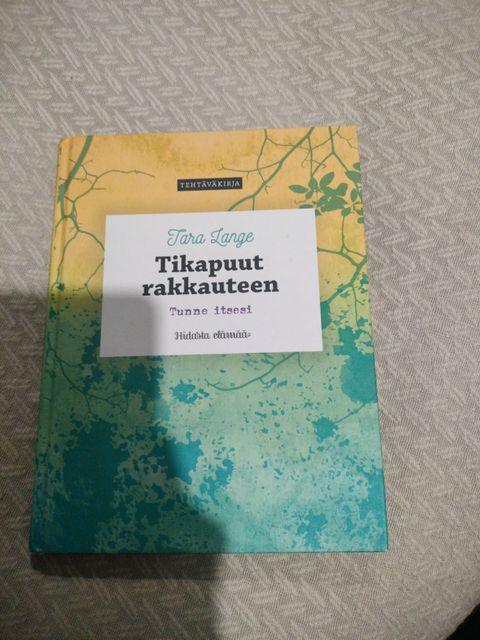 TEHTÄVÄKIRJA
Tara Lange
Tikapuut
rakkauteen
Tunne itsesi
Hidasta elämää